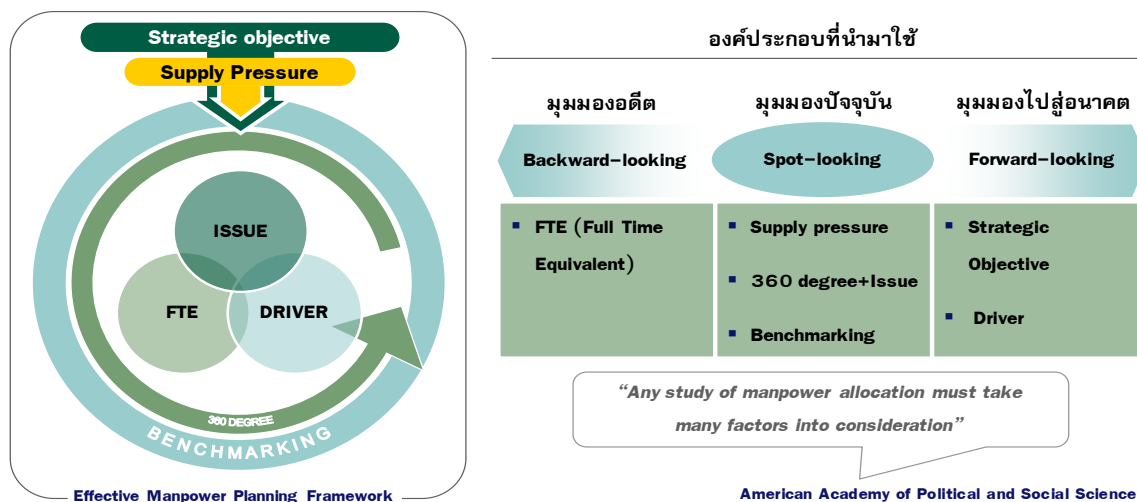 Strategic objective
Supply Pressure
ISSUE
FTE
DRIVER
360 DEGREE
BENCHMARKING
Effective Manpower Planning Framework
องค์ประกอบที่นำมาใช้
มุมมองอดีต
มุมมองปัจจุบัน
มุมมองไปสู่อนาคต
Backward-looking
Spot-looking
Forward-looking
▪ FTE (Full Time
Equivalent)
▪ Supply pressure
▪ 360 degree+Issue
▪ Benchmarking
▪ Strategic
Objective
▪ Driver
“Any study of manpower allocation must take
many factors into consideration”
American Academy of Political and Social Science